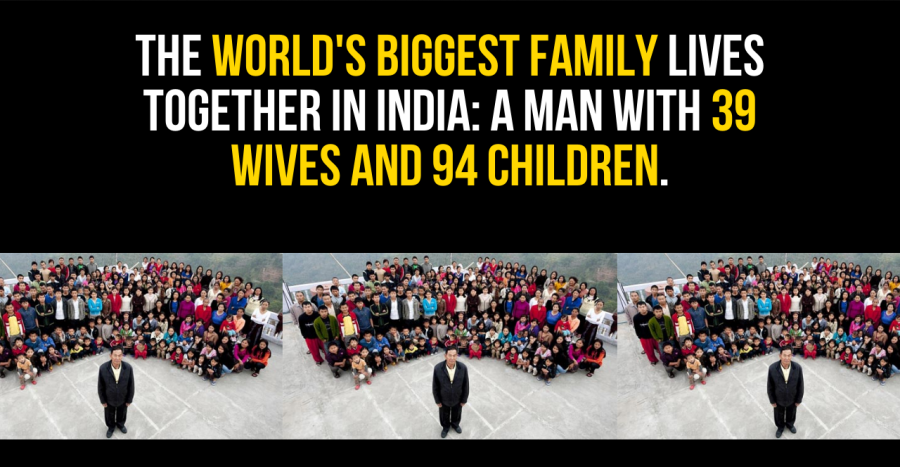 THE WORLD'S BIGGEST FAMILY LIVES
TOGETHER IN INDIA: A MAN WITH 39
WIVES AND 94 CHILDREN.